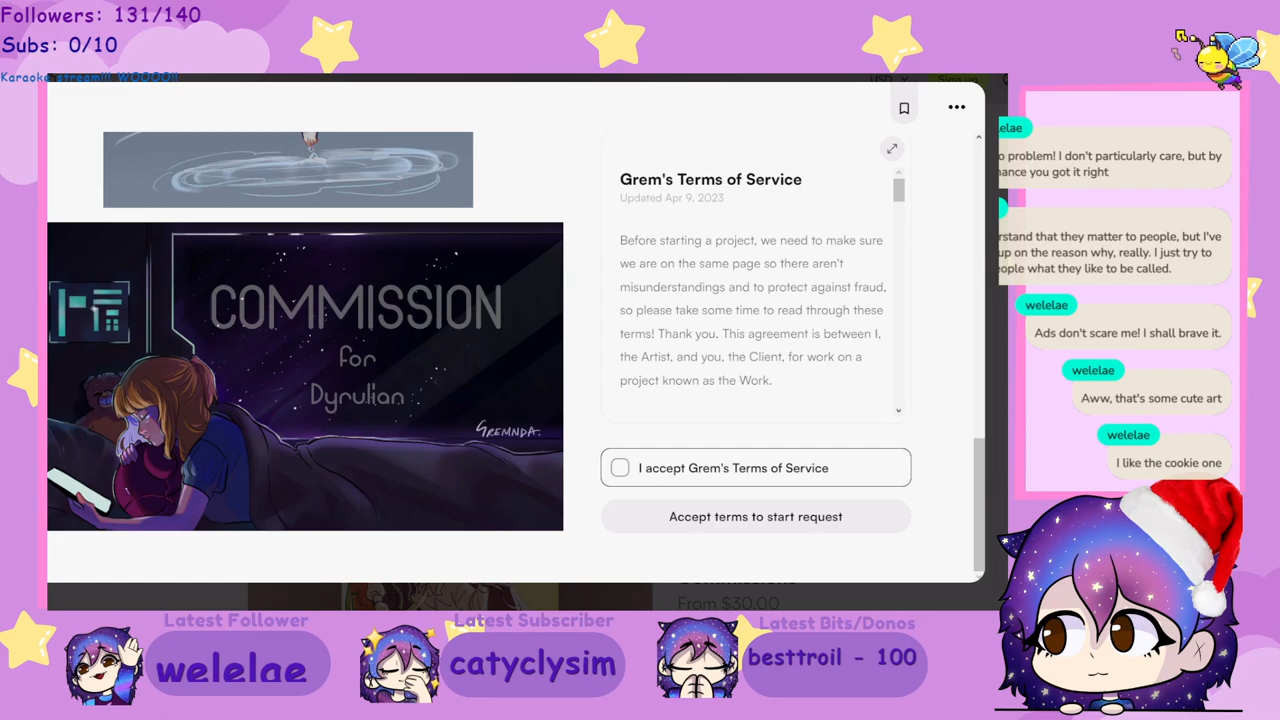 Followers: 131/140
Subs: 0/10
Karaoke stream!!! WOOOO!!
USD
Sign up
Grem's Terms of Service
Updated Apr 9, 2023
Before starting a project, we need to make sure
we are on the same page so there aren't
misunderstandings and to protect against fraud,
so please take some time to read through these
terms! Thank you. This agreement is between I,
the Artist, and you, the Client, for work on a
project known as the Work.
COMMISSION
for
Dyrulian
GREMNDA.
I accept Grem's Terms of Service
Accept terms to start request
From $30.00
elae
o problem! I don't particularly care, but by
hance you got it right
rstand that they matter to people, but I've
up on the reason why, really. I just try to
ople what they like to be called.
welelae
Ads don't scare me! I shall brave it.
welelae
Aww, that's some cute art
welelae
I like the cookie one
Latest Follower
welelae
Latest Subscriber
catyclysim
Latest Bits/Donos
besttroil - 100